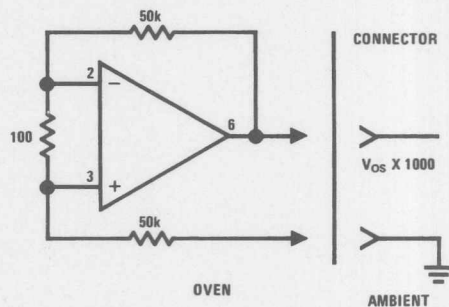 50k
CONNECTOR
2
−
6
100
3
+
V_OS X 1000
50k
OVEN
AMBIENT